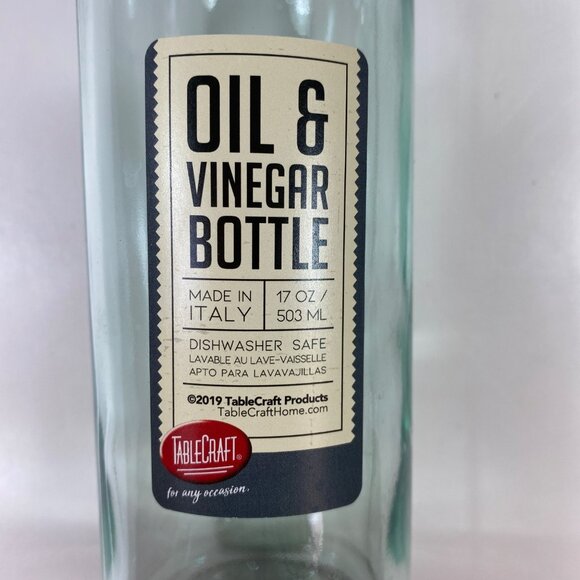 OIL &
VINEGAR
BOTTLE
MADE IN
ITALY
17 OZ /
503 ML
DISHWASHER SAFE
LAVABLE AU LAVE-VAISSELLE
APTO PARA LAVAVAJILLAS
©2019 TableCraft Products
TableCraftHome.com
TABLECRAFT®
for any occasion.